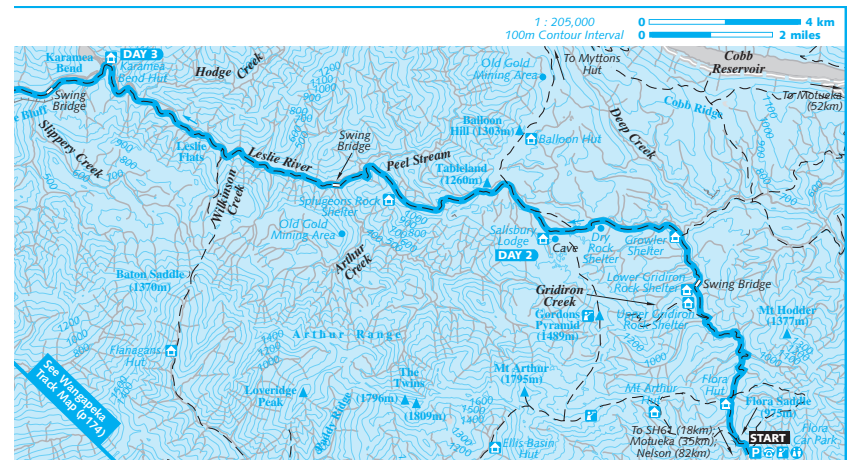 1 : 205,000
100m Contour Interval
0 4 km
0 2 miles
Karamea
Bend
DAY 3
Karamea
Bend Hut
Hodge Creek
Old Gold
Mining Area
To Myttons
Hut
Cobb
Reservoir
To Motueka
(52km)
Cobb Ridge
Swing
Bridge
e Bluff
Slippery Creek
Leslie
Flats
Leslie River
Swing
Bridge
Peel Stream
Balloon
Hill (1303m)
Balloon Hut
Deep Creek
Tableland
(1260m)
Wilkinson
Creek
Splugeons Rock
Shelter
Old Gold
Mining Area
Arthur
Creek
Salisbury
Lodge
DAY 2
Cave
Dry
Rock
Shelter
Growler
Shelter
Lower Gridiron
Rock Shelter
Swing Bridge
Gridiron
Creek
Upper Gridiron
Rock Shelter
Gordons
Pyramid
(1489m)
Mt Hodder
(1377m)
Baton Saddle
(1370m)
Arthur Range
Flanagans
Hut
Loveridge
Peak
The
Twins
(1796m)
(1809m)
Paddy Ridge
Mt Arthur
(1795m)
Mt Arthur
Hut
Flora
Hut
Flora Saddle
(975m)
Ellis Basin
Hut
To SH61 (18km);
Motueka (35km);
Nelson (82km)
START
Flora
Car Park
See Wangapeka
Track Map (p174)